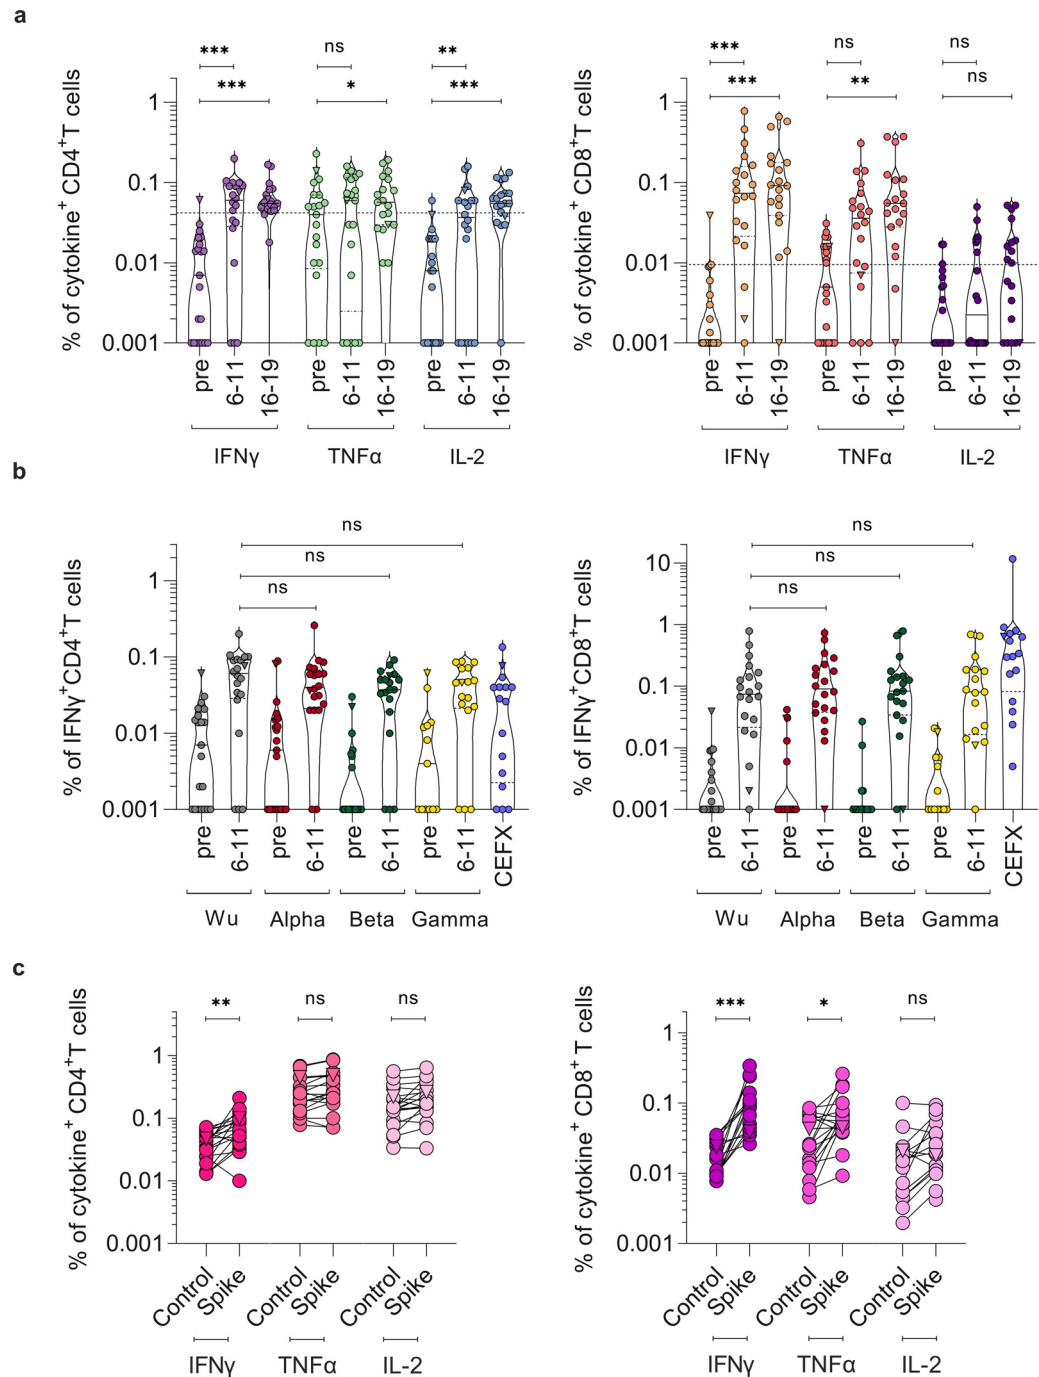 a
% of cytokine⁺ CD4⁺T cells
*** ns **
*** * ***
1
0.1
0.01
0.001
pre 6-11 16-19 pre 6-11 16-19 pre 6-11 16-19
IFNγ TNFα IL-2
% of cytokine⁺ CD8⁺T cells
*** ns ns
*** ** ns
1
0.1
0.01
0.001
pre 6-11 16-19 pre 6-11 16-19 pre 6-11 16-19
IFNγ TNFα IL-2
b
% of IFNγ⁺CD4⁺T cells
ns
ns
ns
1
0.1
0.01
0.001
pre 6-11 pre 6-11 pre 6-11 pre 6-11 CEFX
Wu Alpha Beta Gamma
% of IFNγ⁺CD8⁺T cells
ns
ns
ns
10
1
0.1
0.01
0.001
pre 6-11 pre 6-11 pre 6-11 pre 6-11 CEFX
Wu Alpha Beta Gamma
c
% of cytokine⁺ CD4⁺T cells
** ns ns
1
0.1
0.01
0.001
Control Spike Control Spike Control Spike
IFNγ TNFα IL-2
% of cytokine⁺ CD8⁺ T cells
*** * ns
1
0.1
0.01
0.001
Control Spike Control Spike Control Spike
IFNγ TNFα IL-2